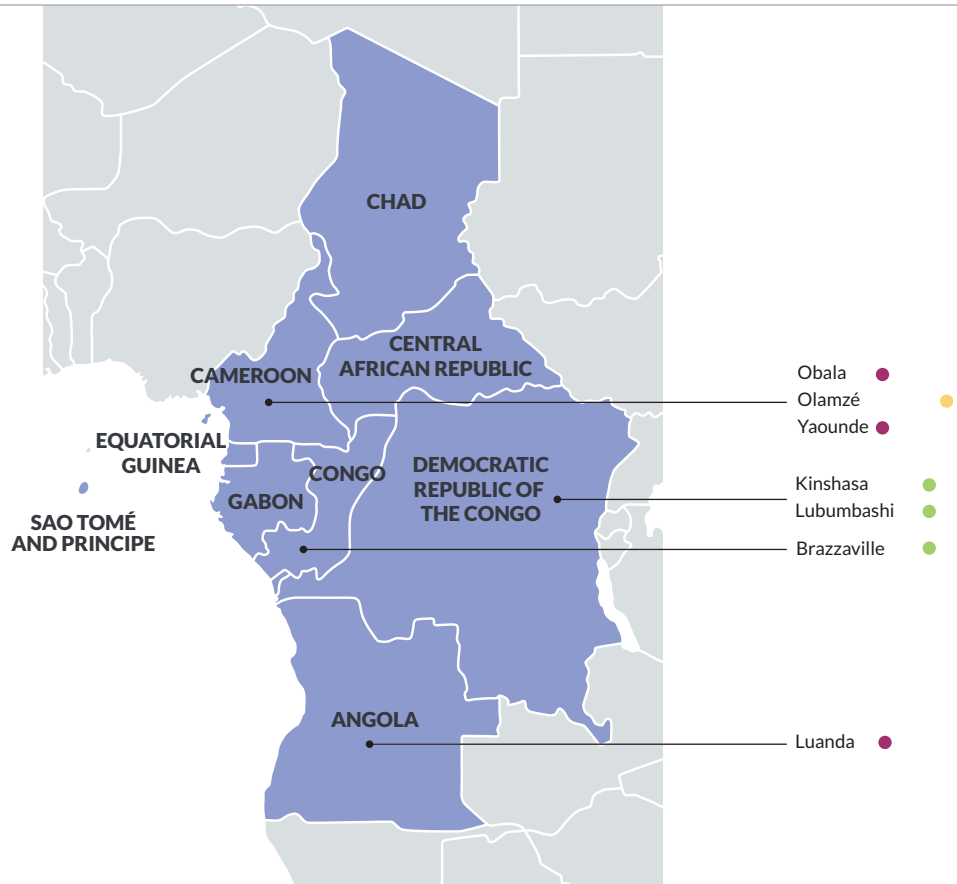 CHAD
CENTRAL
AFRICAN REPUBLIC
CAMEROON
EQUATORIAL
GUINEA
CONGO
GABON
DEMOCRATIC
REPUBLIC OF
THE CONGO
SAO TOMÉ
AND PRINCIPE
ANGOLA
Obala
Olamzé
Yaounde
Kinshasa
Lubumbashi
Brazzaville
Luanda